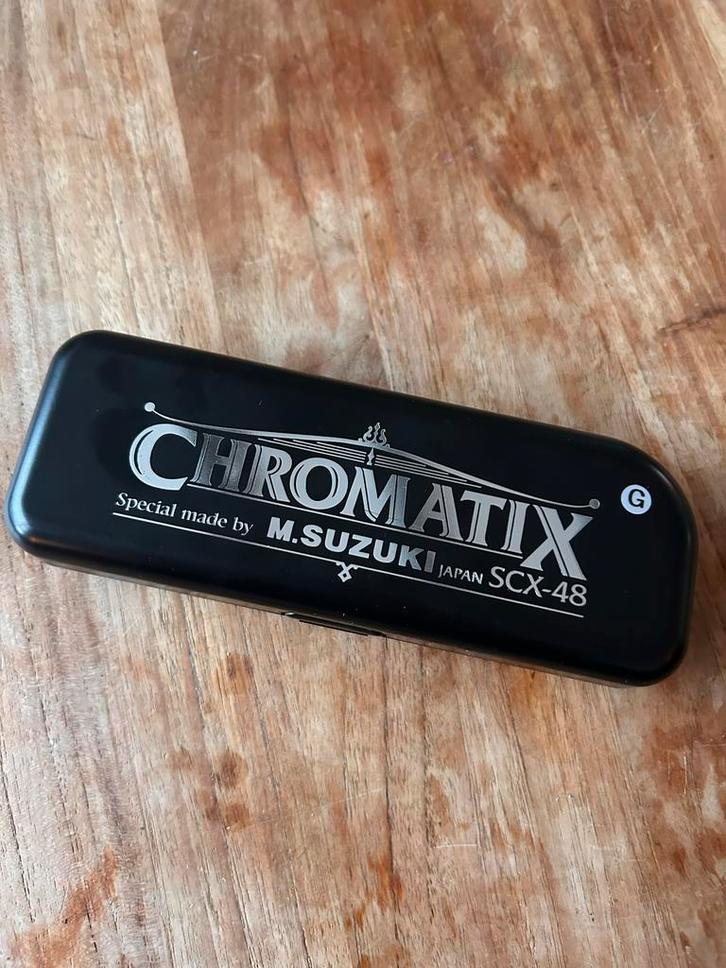 CHROMATIX
G
Special made by M.SUZUKI JAPAN SCX-48